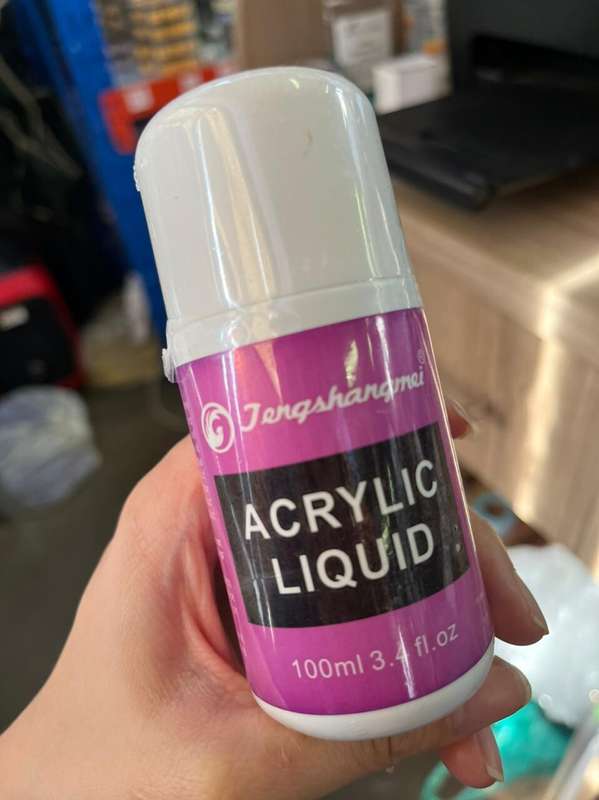 Tengshangmei®
ACRYLIC
LIQUID
100ml 3.4 fl.oz